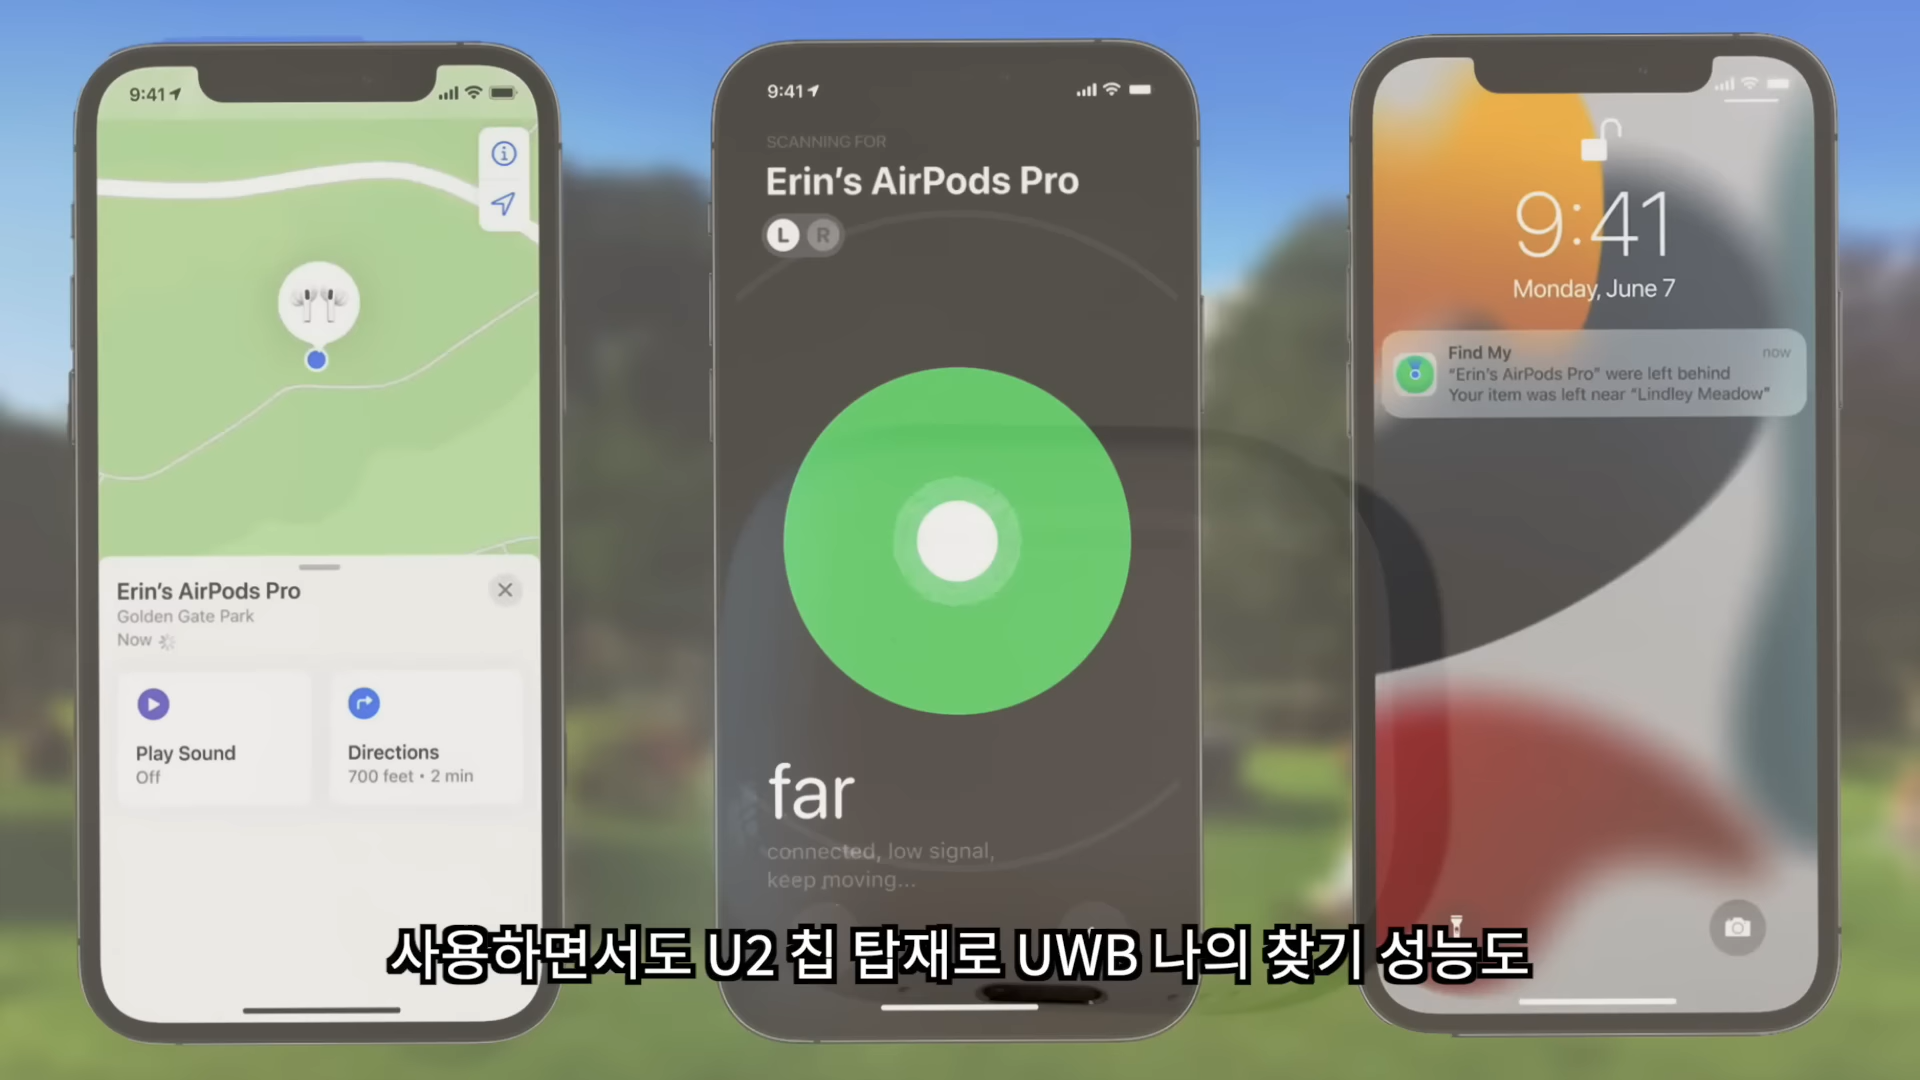 9:41
Erin's AirPods Pro
Golden Gate Park
Now
Play Sound
Off
Directions
700 feet • 2 min
9:41
SCANNING FOR
Erin's AirPods Pro
L R
far
connected, low signal,
keep moving...
9:41
Monday, June 7
Find My
now
"Erin's AirPods Pro" were left behind
Your item was left near "Lindley Meadow"
사용하면서도 U2 칩 탑재로 UWB 나의 찾기 성능도